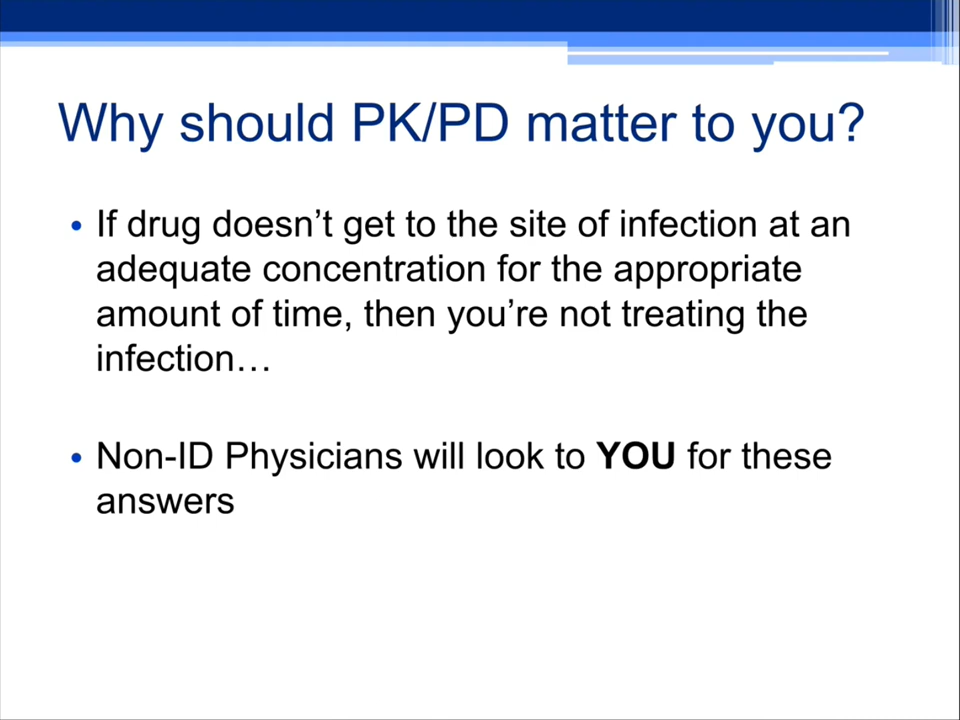 Why should PK/PD matter to you?
• If drug doesn’t get to the site of infection at an
adequate concentration for the appropriate
amount of time, then you’re not treating the
infection…
• Non-ID Physicians will look to YOU for these
answers